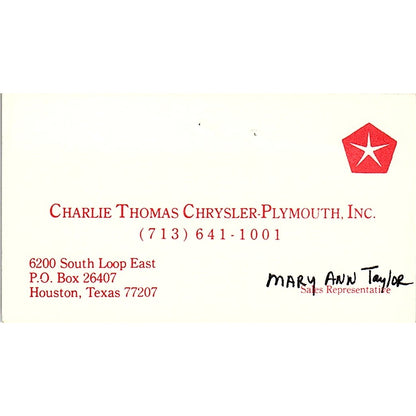 CHARLIE THOMAS CHRYSLER-PLYMOUTH, INC.
(713) 641-1001
6200 South Loop East
P.O. Box 26407
Houston, Texas 77207
MARY ANN TaylOR
Sales Representative